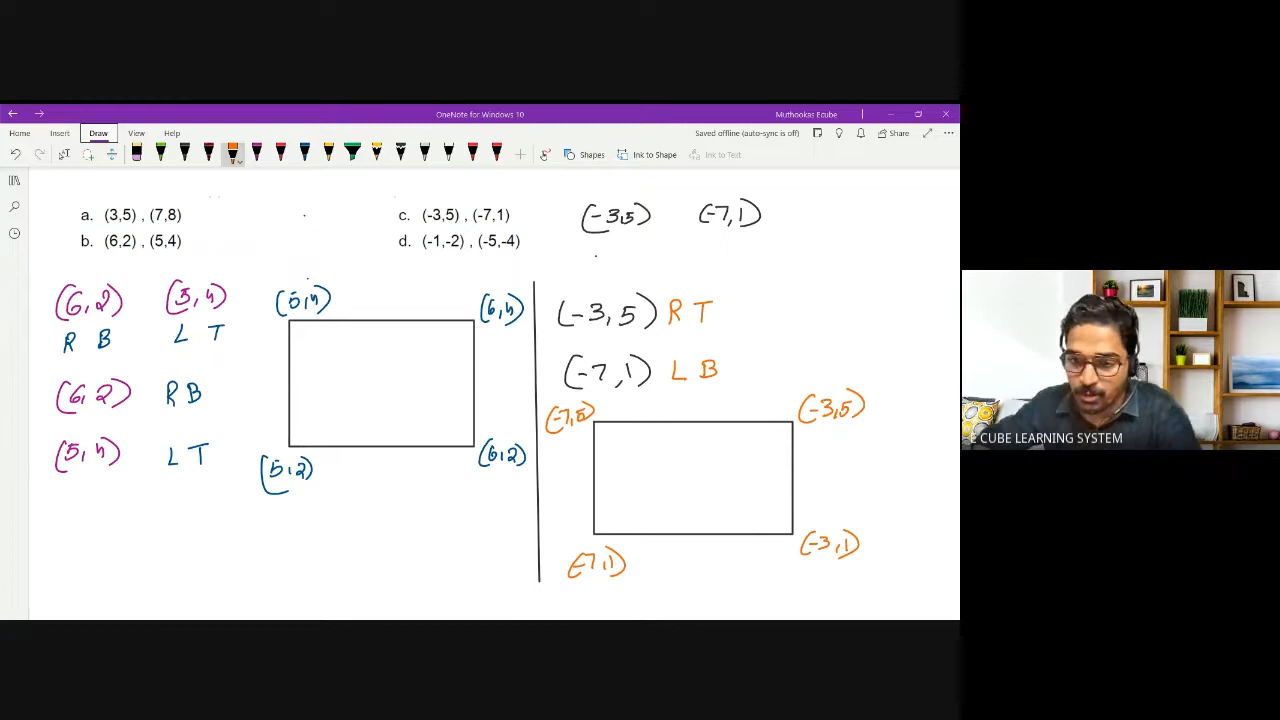 OneNote for Windows 10
Muthookas Ecube
Home Insert Draw View Help
Saved offline (auto-sync is off)
Share
Shapes
Ink to Shape
Ink to Text
a. (3,5) , (7,8)
b. (6,2) , (5,4)
c. (-3,5) , (-7,1)
d. (-1,-2) , (-5,-4)
(-3,5) (-7,1)
(6,2) (5,4)
R B L T
(6,2) R B
(5,4) L T
(5,4) (6,4)
(5,2) (6,2)
(-3,5) R T
(-7,1) L B
(-7,5) (-3,5)
(-7,1) (-3,1)
E CUBE LEARNING SYSTEM